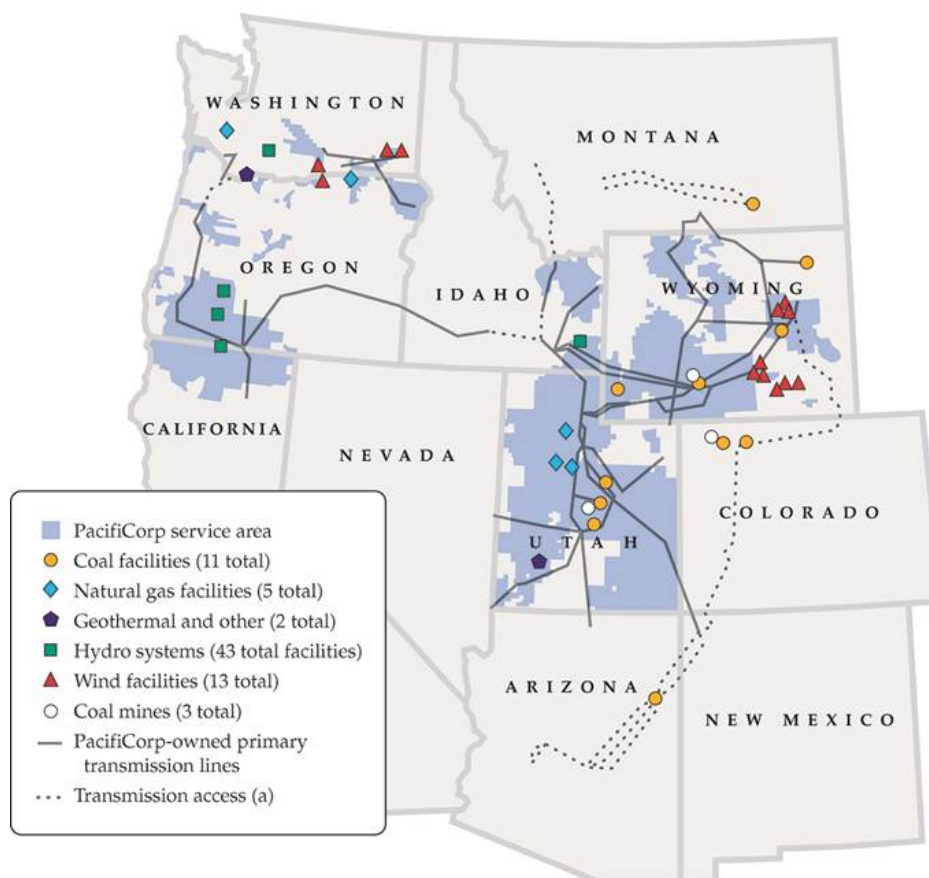 WASHINGTON
MONTANA
OREGON
IDAHO
WYOMING
CALIFORNIA
NEVADA
UTAH
COLORADO
ARIZONA
NEW MEXICO
PacifiCorp service area
Coal facilities (11 total)
Natural gas facilities (5 total)
Geothermal and other (2 total)
Hydro systems (43 total facilities)
Wind facilities (13 total)
Coal mines (3 total)
PacifiCorp-owned primary
transmission lines
Transmission access (a)